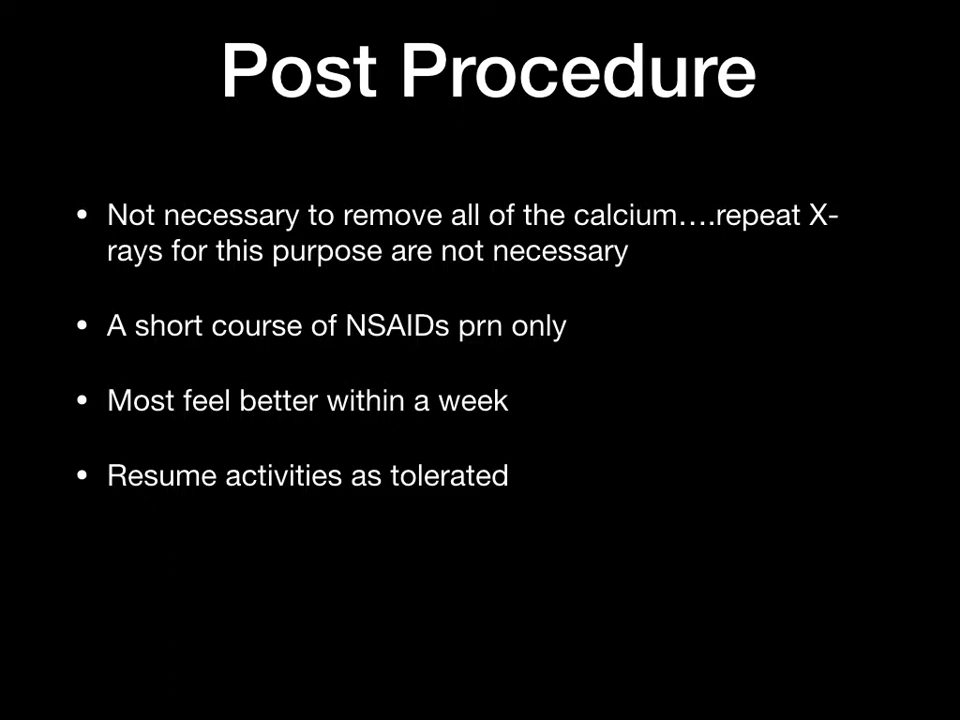 Post Procedure
• Not necessary to remove all of the calcium….repeat X-
rays for this purpose are not necessary
• A short course of NSAIDs prn only
• Most feel better within a week
• Resume activities as tolerated